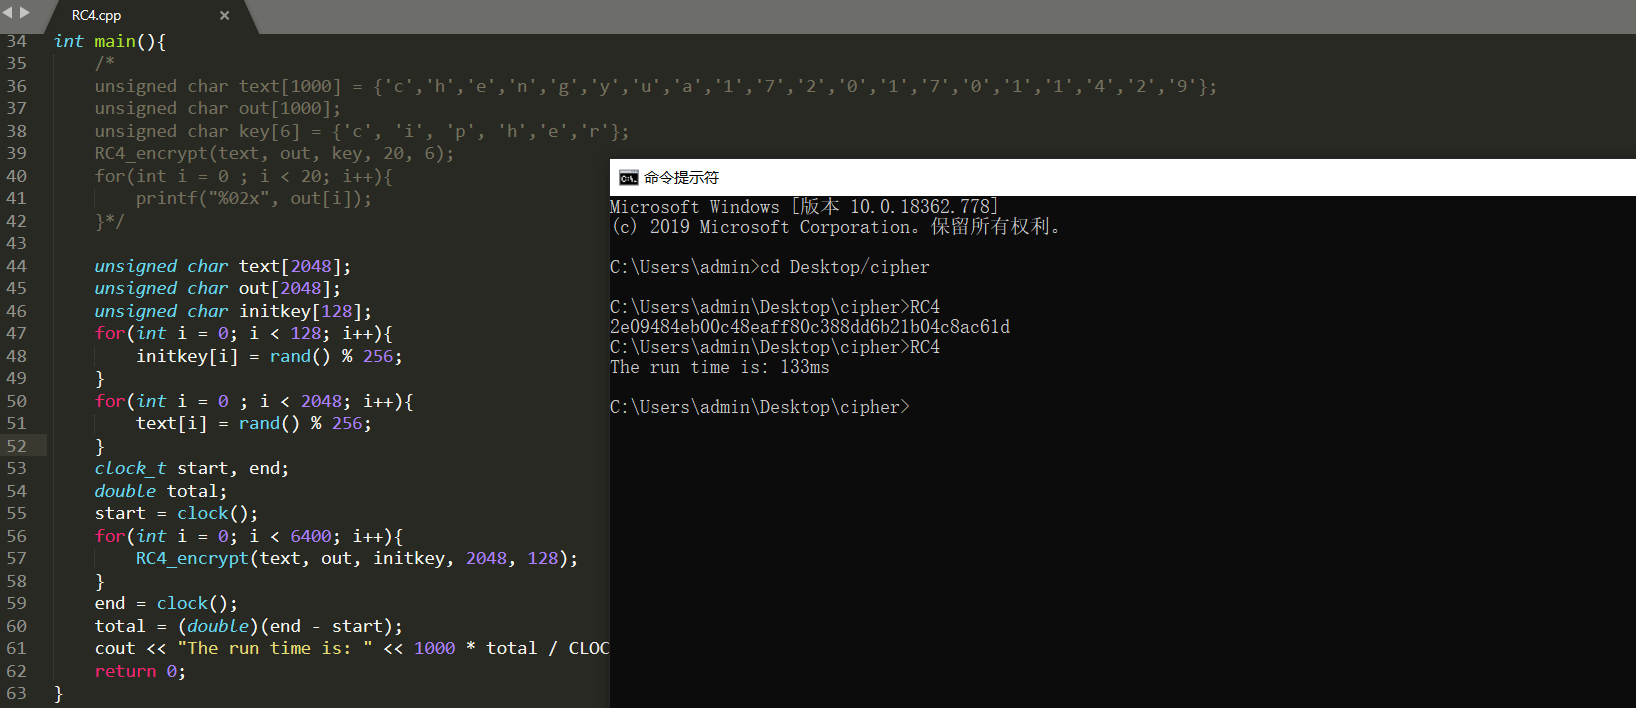 RC4.cpp
34 int main(){
35 /*
36 unsigned char text[1000] = {'c','h','e','n','g','y','u','a','1','7','2','0','1','7','0','1','1','4','2','9'};
37 unsigned char out[1000];
38 unsigned char key[6] = {'c', 'i', 'p', 'h','e','r'};
39 RC4_encrypt(text, out, key, 20, 6);
40 for(int i = 0 ; i < 20; i++){
41 printf("%02x", out[i]);
42 }*/
43
44 unsigned char text[2048];
45 unsigned char out[2048];
46 unsigned char initkey[128];
47 for(int i = 0; i < 128; i++){
48 initkey[i] = rand() % 256;
49 }
50 for(int i = 0 ; i < 2048; i++){
51 text[i] = rand() % 256;
52 }
53 clock_t start, end;
54 double total;
55 start = clock();
56 for(int i = 0; i < 6400; i++){
57 RC4_encrypt(text, out, initkey, 2048, 128);
58 }
59 end = clock();
60 total = (double)(end - start);
61 cout << "The run time is: " << 1000 * total / CLOC
62 return 0;
63 }
命令提示符
Microsoft Windows [版本 10.0.18362.778]
(c) 2019 Microsoft Corporation。保留所有权利。
C:\Users\admin>cd Desktop/cipher
C:\Users\admin\Desktop\cipher>RC4
2e09484eb00c48eaff80c388dd6b21b04c8ac61d
C:\Users\admin\Desktop\cipher>RC4
The run time is: 133ms
C:\Users\admin\Desktop\cipher>